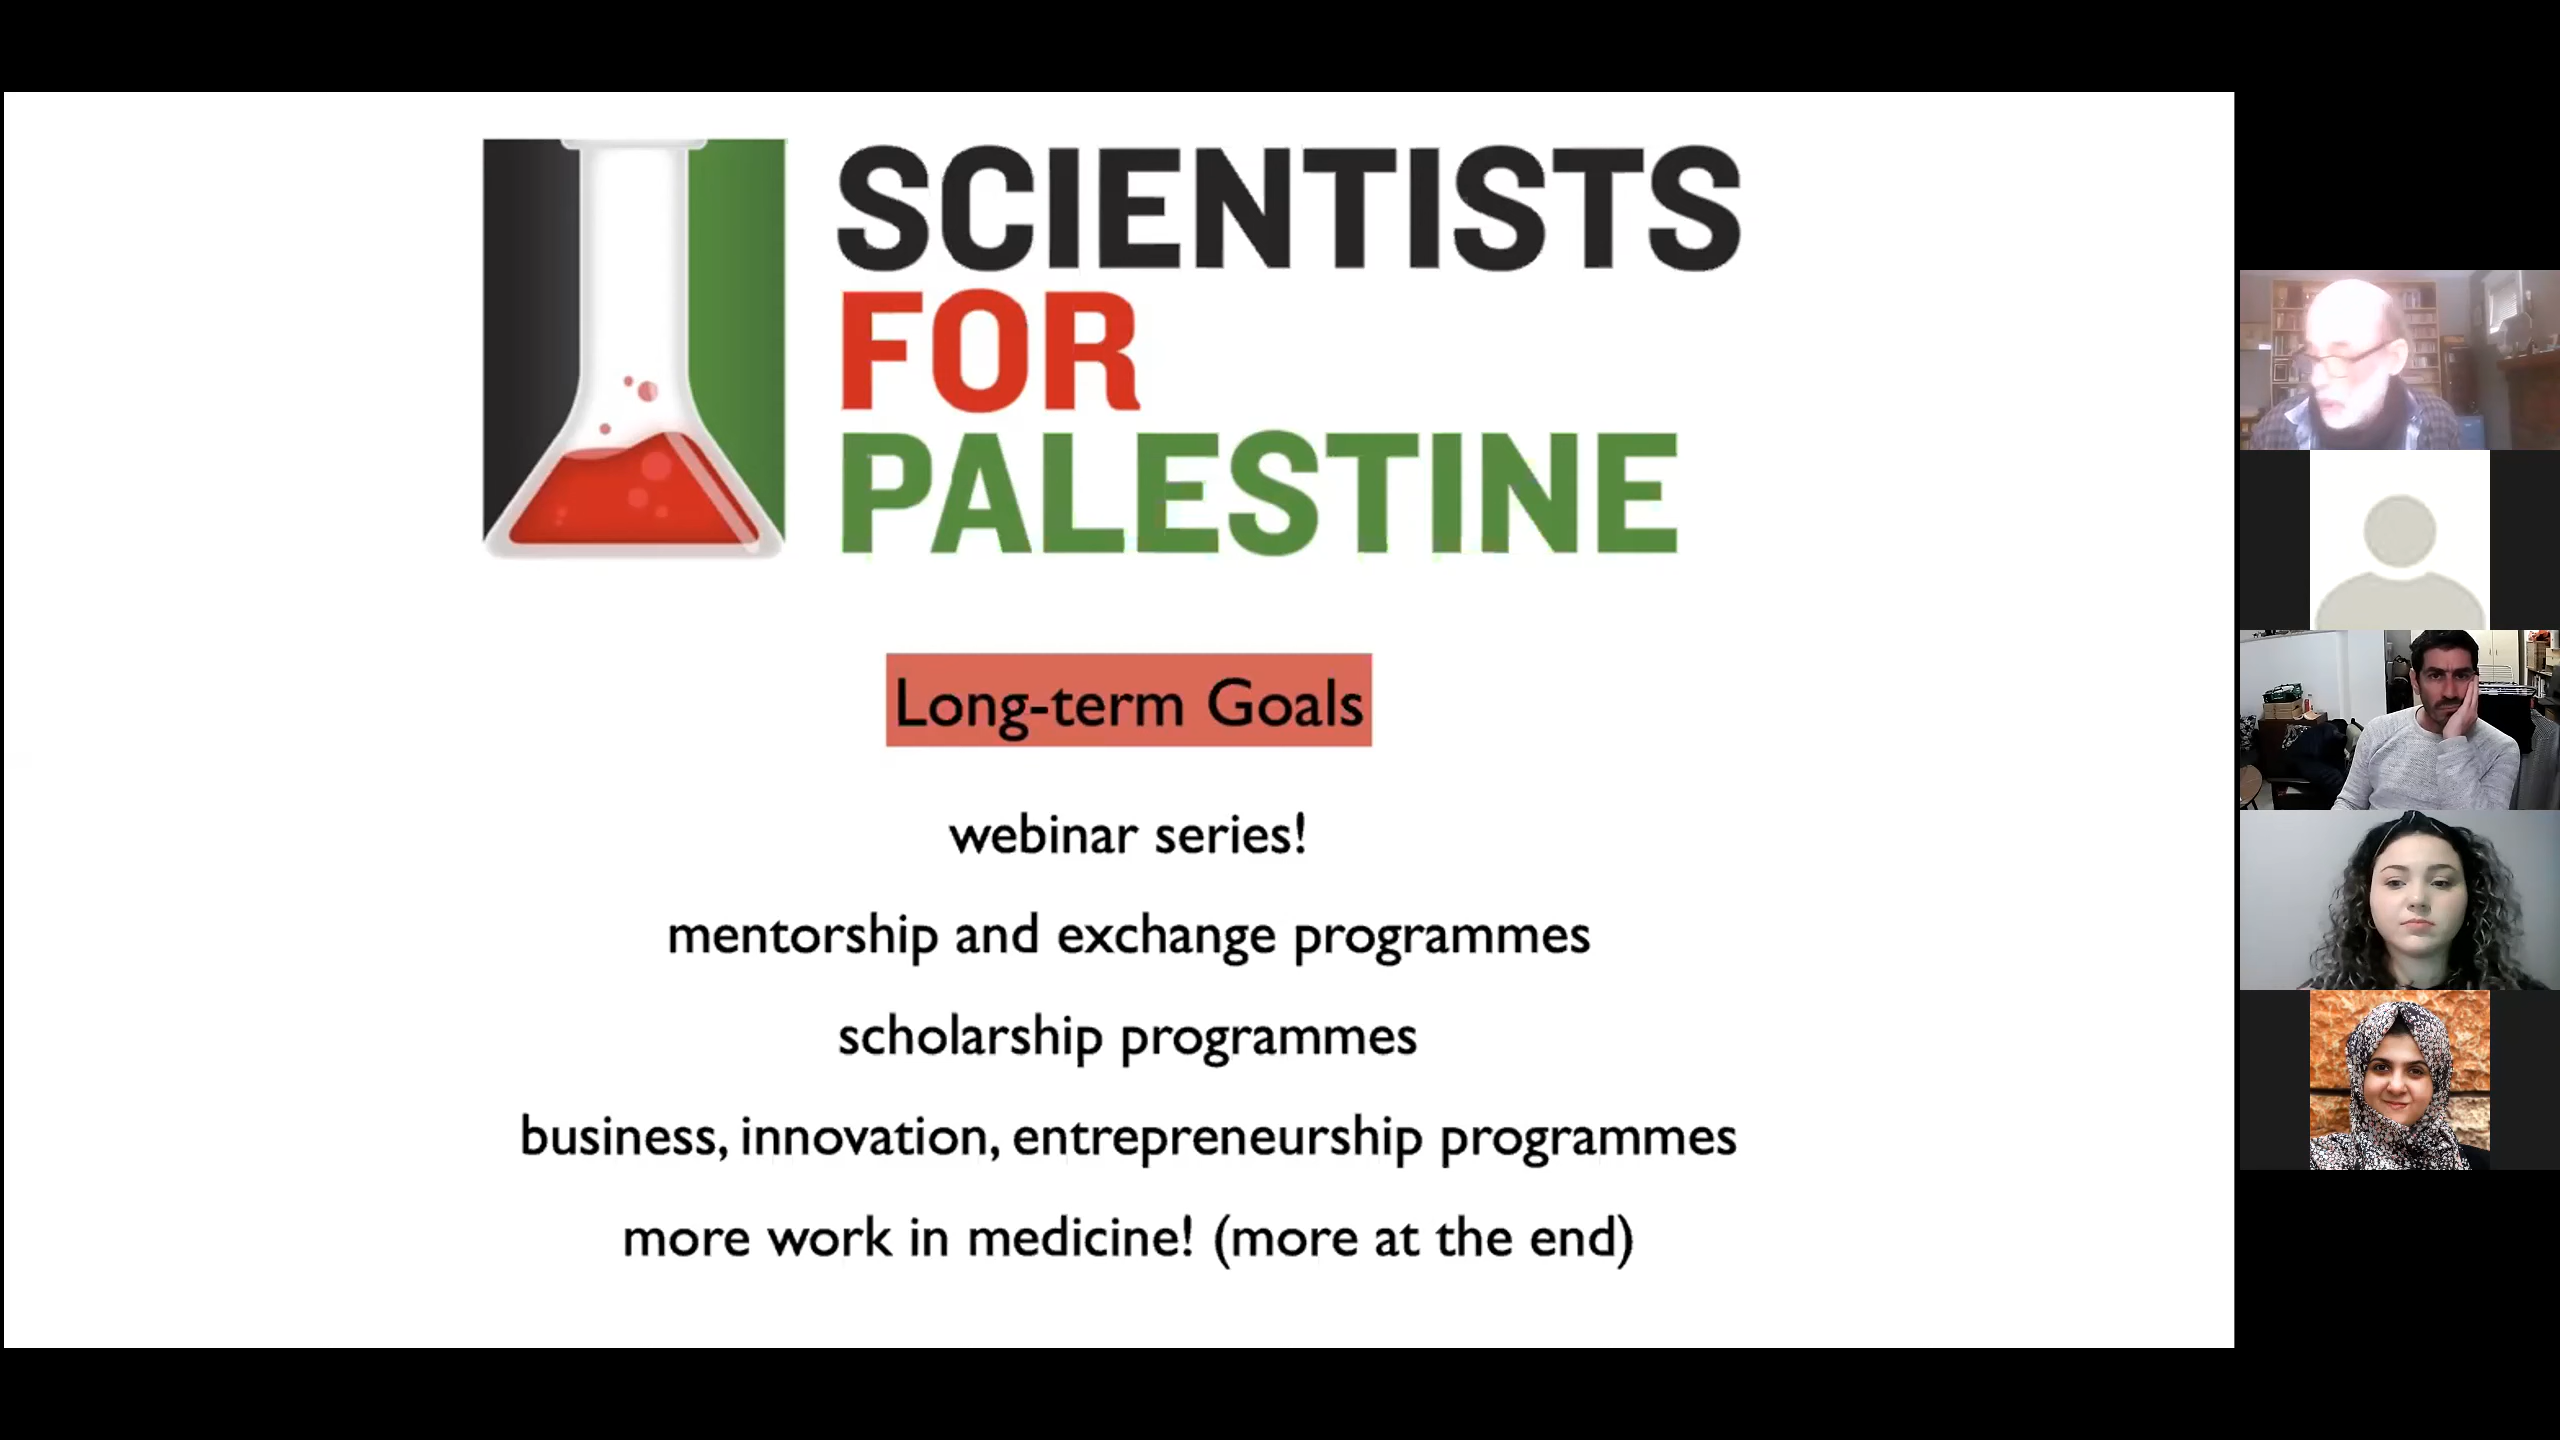 SCIENTISTS
FOR
PALESTINE
Long-term Goals
webinar series!
mentorship and exchange programmes
scholarship programmes
business, innovation, entrepreneurship programmes
more work in medicine! (more at the end)